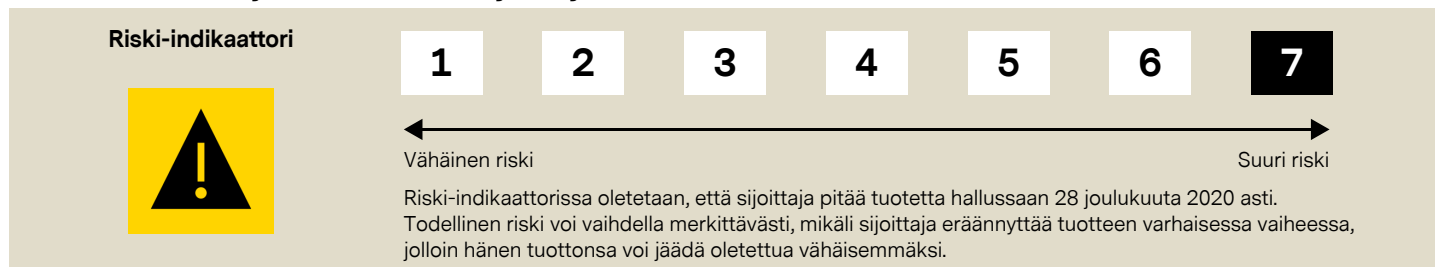 Riski-indikaattori
1 2 3 4 5 6 7
Vähäinen riski Suuri riski
Riski-indikaattorissa oletetaan, että sijoittaja pitää tuotetta hallussaan 28 joulukuuta 2020 asti.
Todellinen riski voi vaihdella merkittävästi, mikäli sijoittaja eräännyttää tuotteen varhaisessa vaiheessa,
jolloin hänen tuottonsa voi jäädä oletettua vähäisemmäksi.